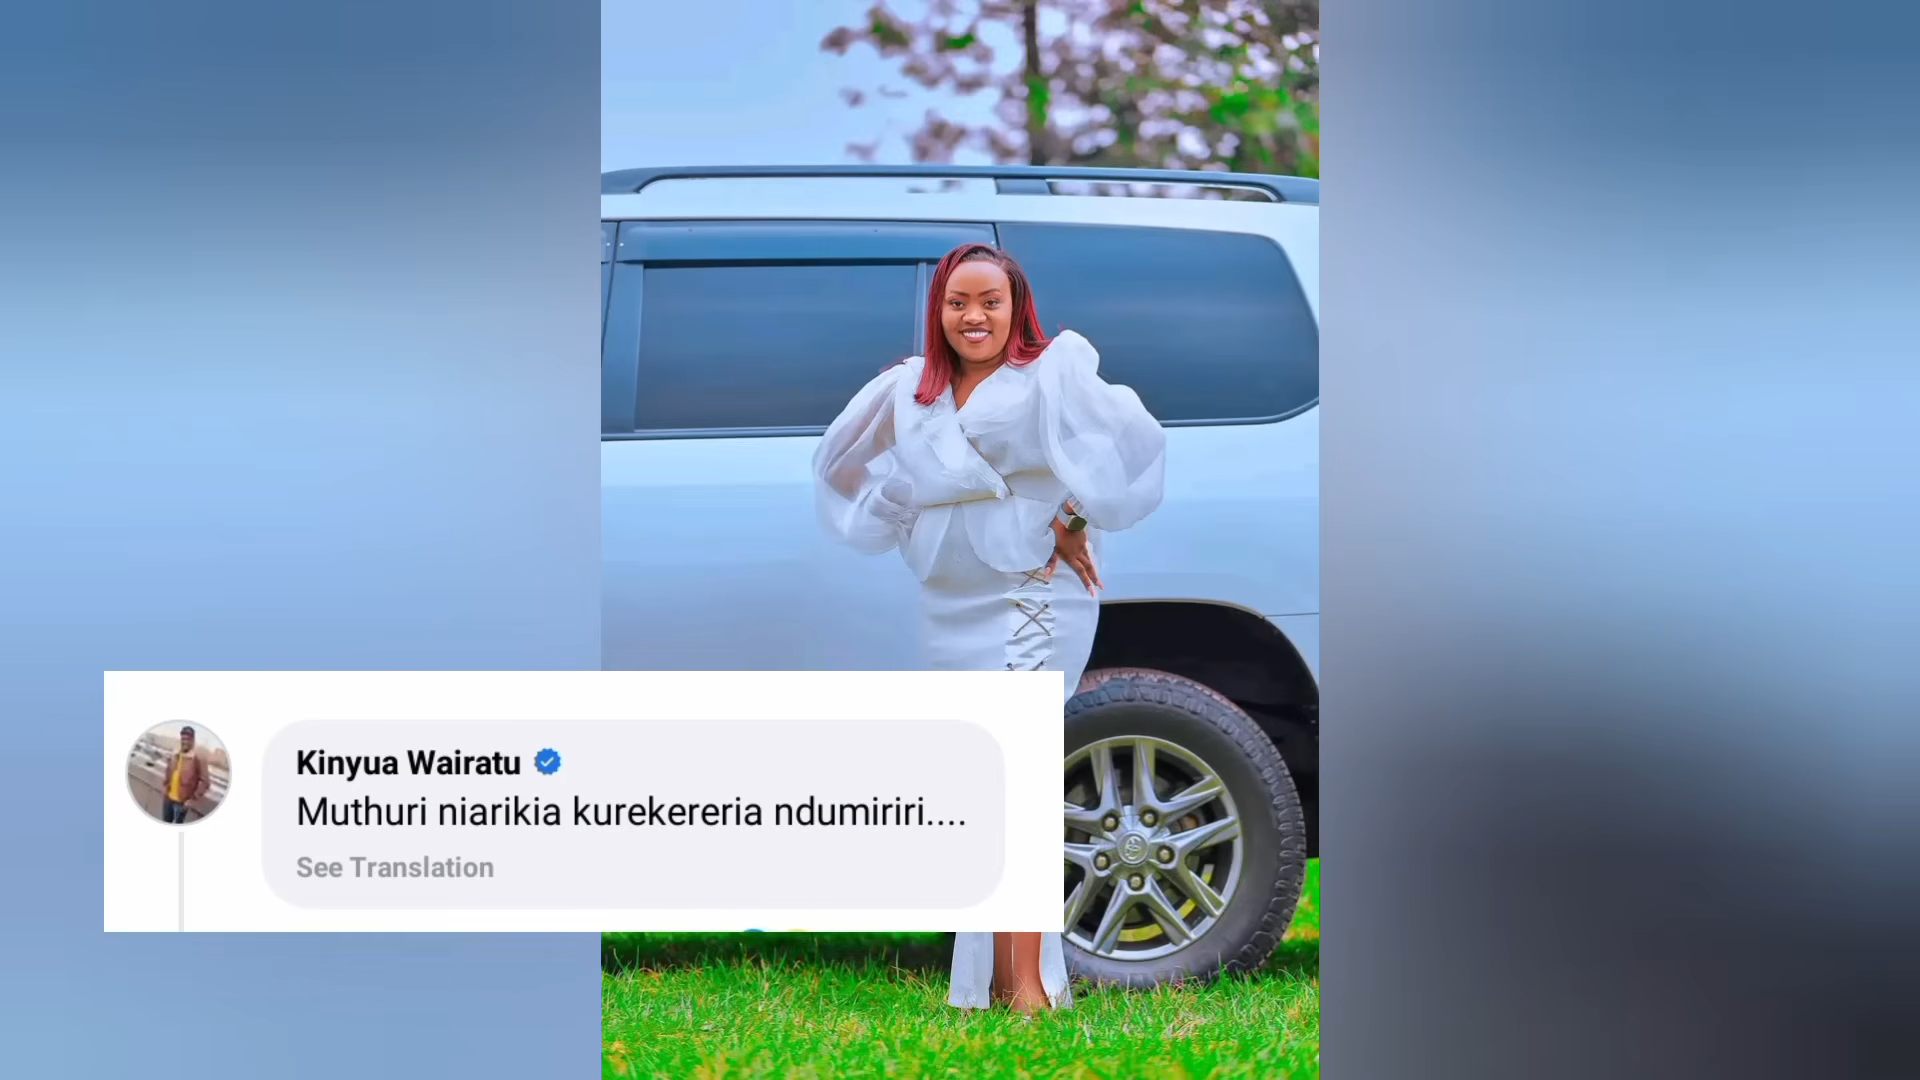 Kinyua Wairatu
Muthuri niarikia kurekereria ndumiriri....
See Translation